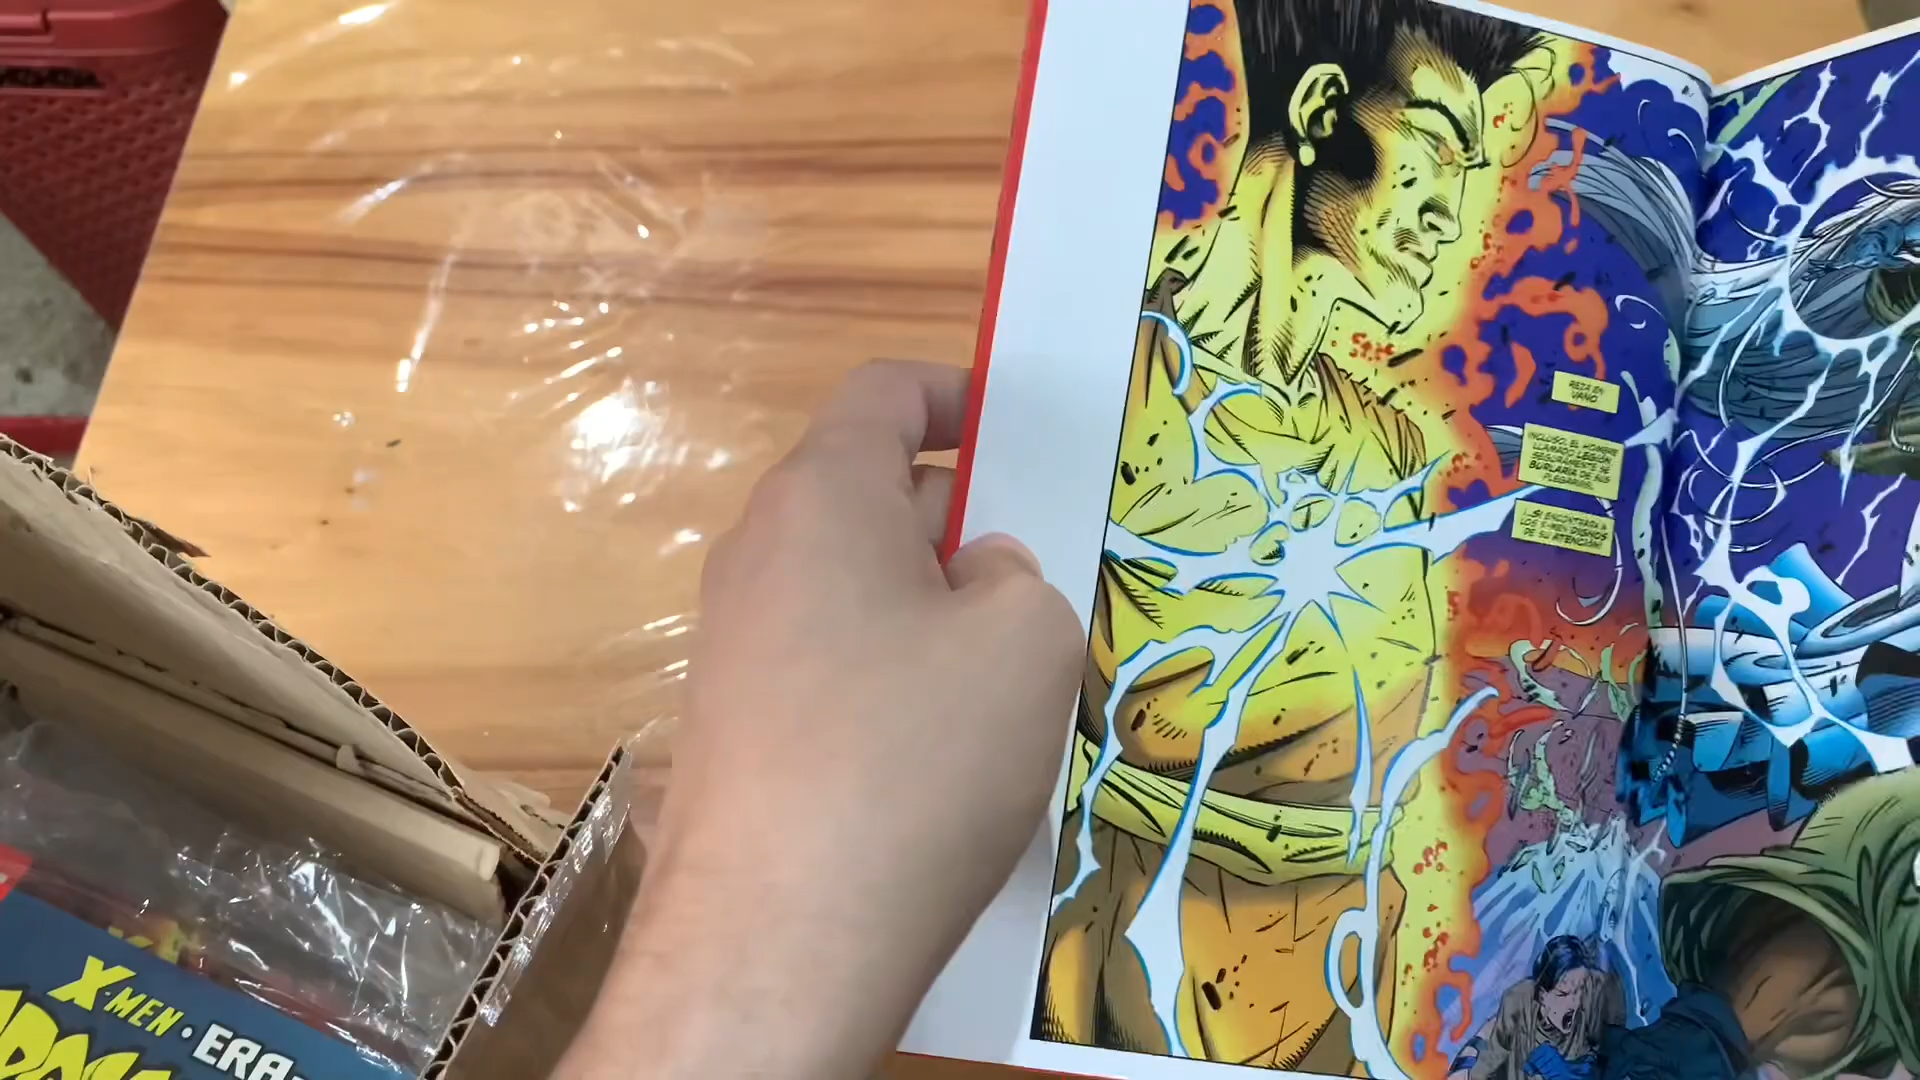 REZA EN
VANO
INCLUSO, EL HOMBRE
LLAMADO LEGIÓN
SEGURAMENTE SE
BURLARÍA DE SUS
PLEGARIAS.
¡...SI ENCONTRARA A
LOS X-MEN DIGNOS
DE SU ATENCIÓN!
X-MEN • ERA